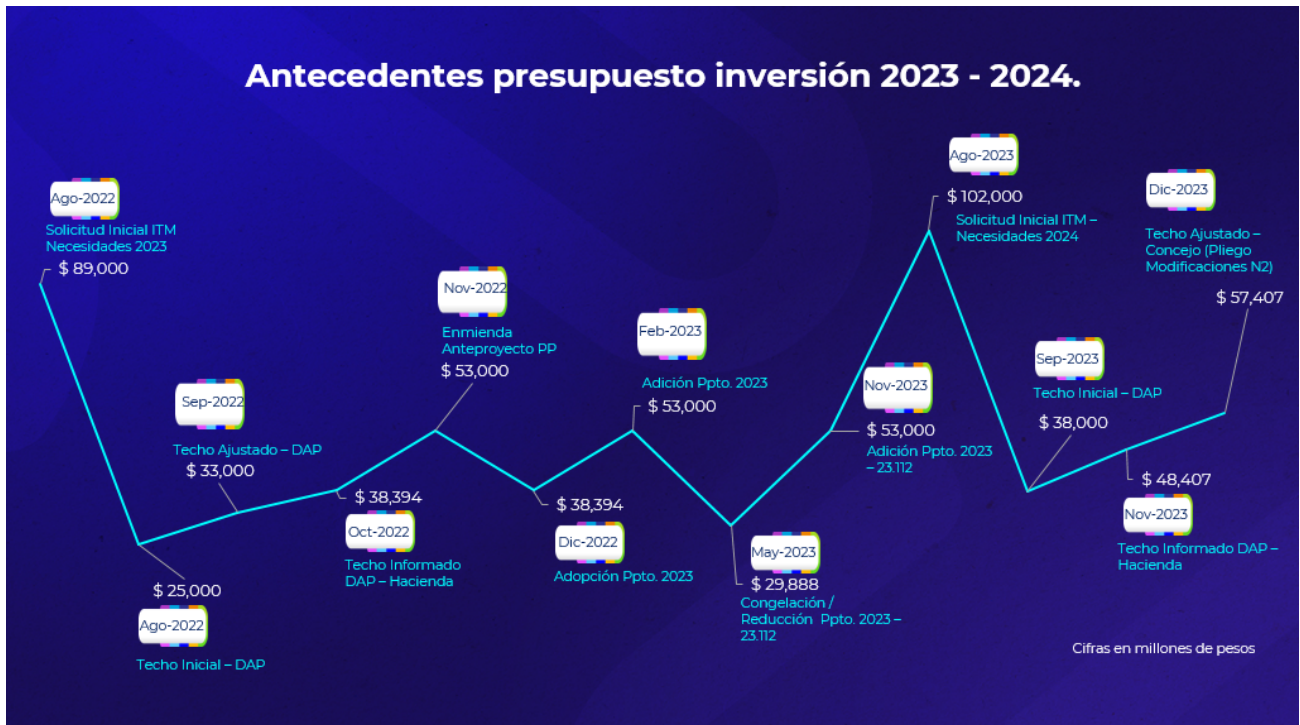 Antecedentes presupuesto inversión 2023 - 2024.
Ago-2022
Solicitud Inicial ITM
Necesidades 2023
$ 89,000
$ 25,000
Ago-2022
Techo Inicial – DAP
Sep-2022
Techo Ajustado – DAP
$ 33,000
$ 38,394
Oct-2022
Techo Informado
DAP – Hacienda
Nov-2022
Enmienda
Anteproyecto PP
$ 53,000
$ 38,394
Dic-2022
Adopción Ppto. 2023
Feb-2023
Adición Ppto. 2023
$ 53,000
May-2023
$ 29,888
Congelación /
Reducción Ppto. 2023 –
23.112
Nov-2023
$ 53,000
Adición Ppto. 2023
– 23.112
Ago-2023
$ 102,000
Solicitud Inicial ITM –
Necesidades 2024
Sep-2023
Techo Inicial – DAP
$ 38,000
$ 48,407
Nov-2023
Techo Informado DAP –
Hacienda
Dic-2023
Techo Ajustado –
Concejo (Pliego
Modificaciones N2)
$ 57,407
Cifras en millones de pesos